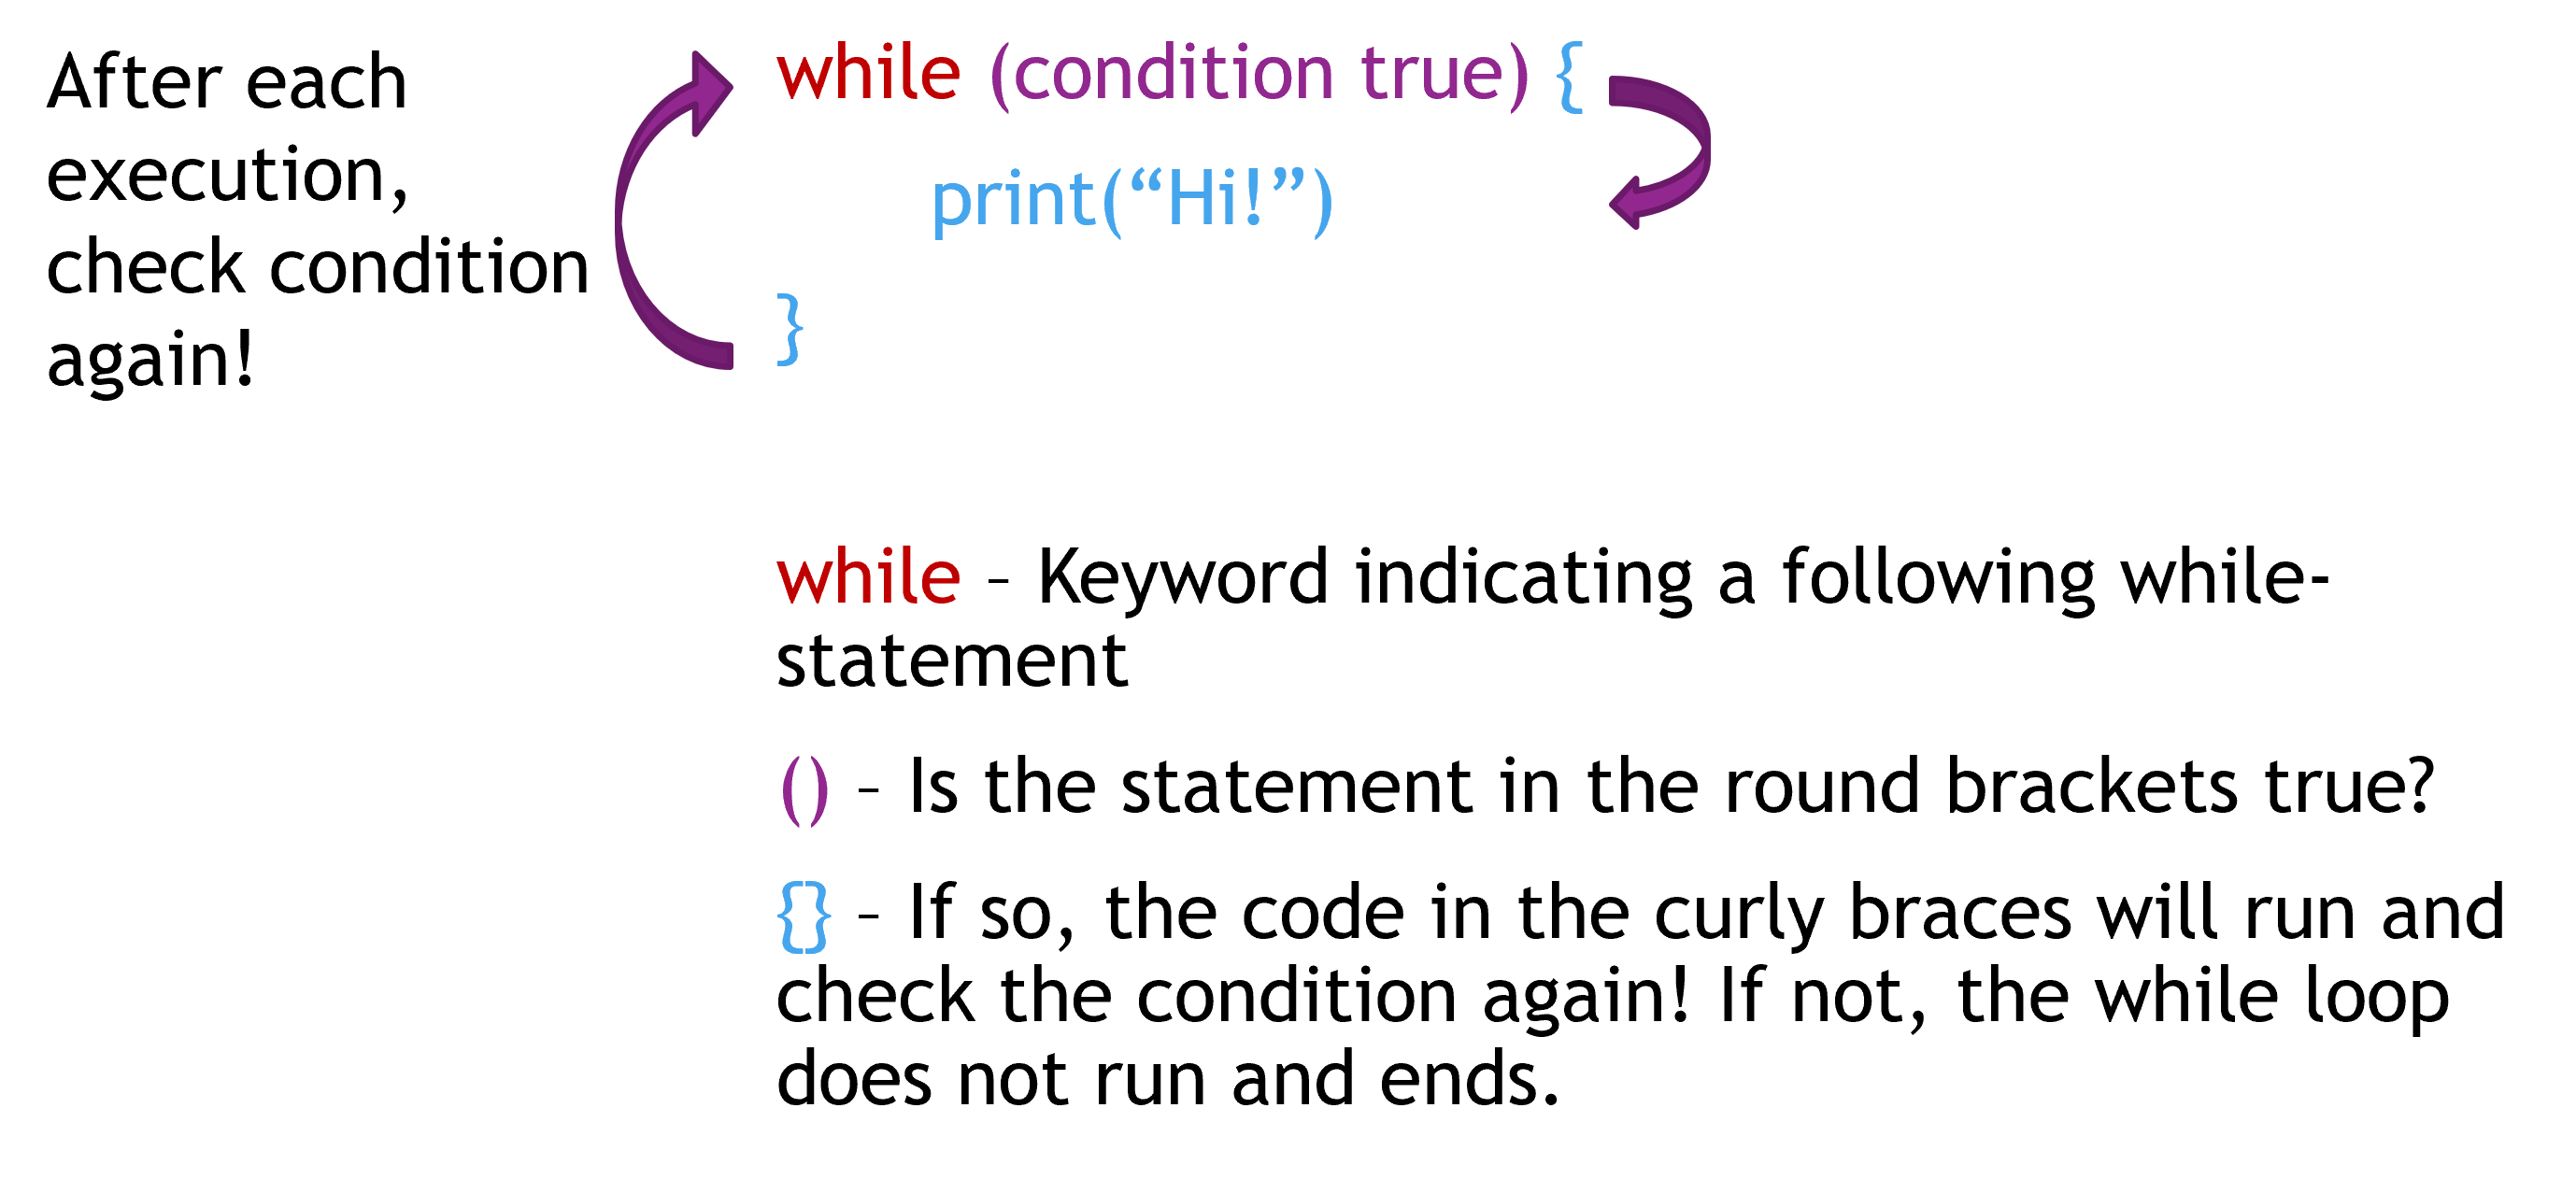 After each
execution,
check condition
again!
while (condition true) {
print(“Hi!”)
}
while – Keyword indicating a following while-
statement
() – Is the statement in the round brackets true?
{} – If so, the code in the curly braces will run and
check the condition again! If not, the while loop
does not run and ends.